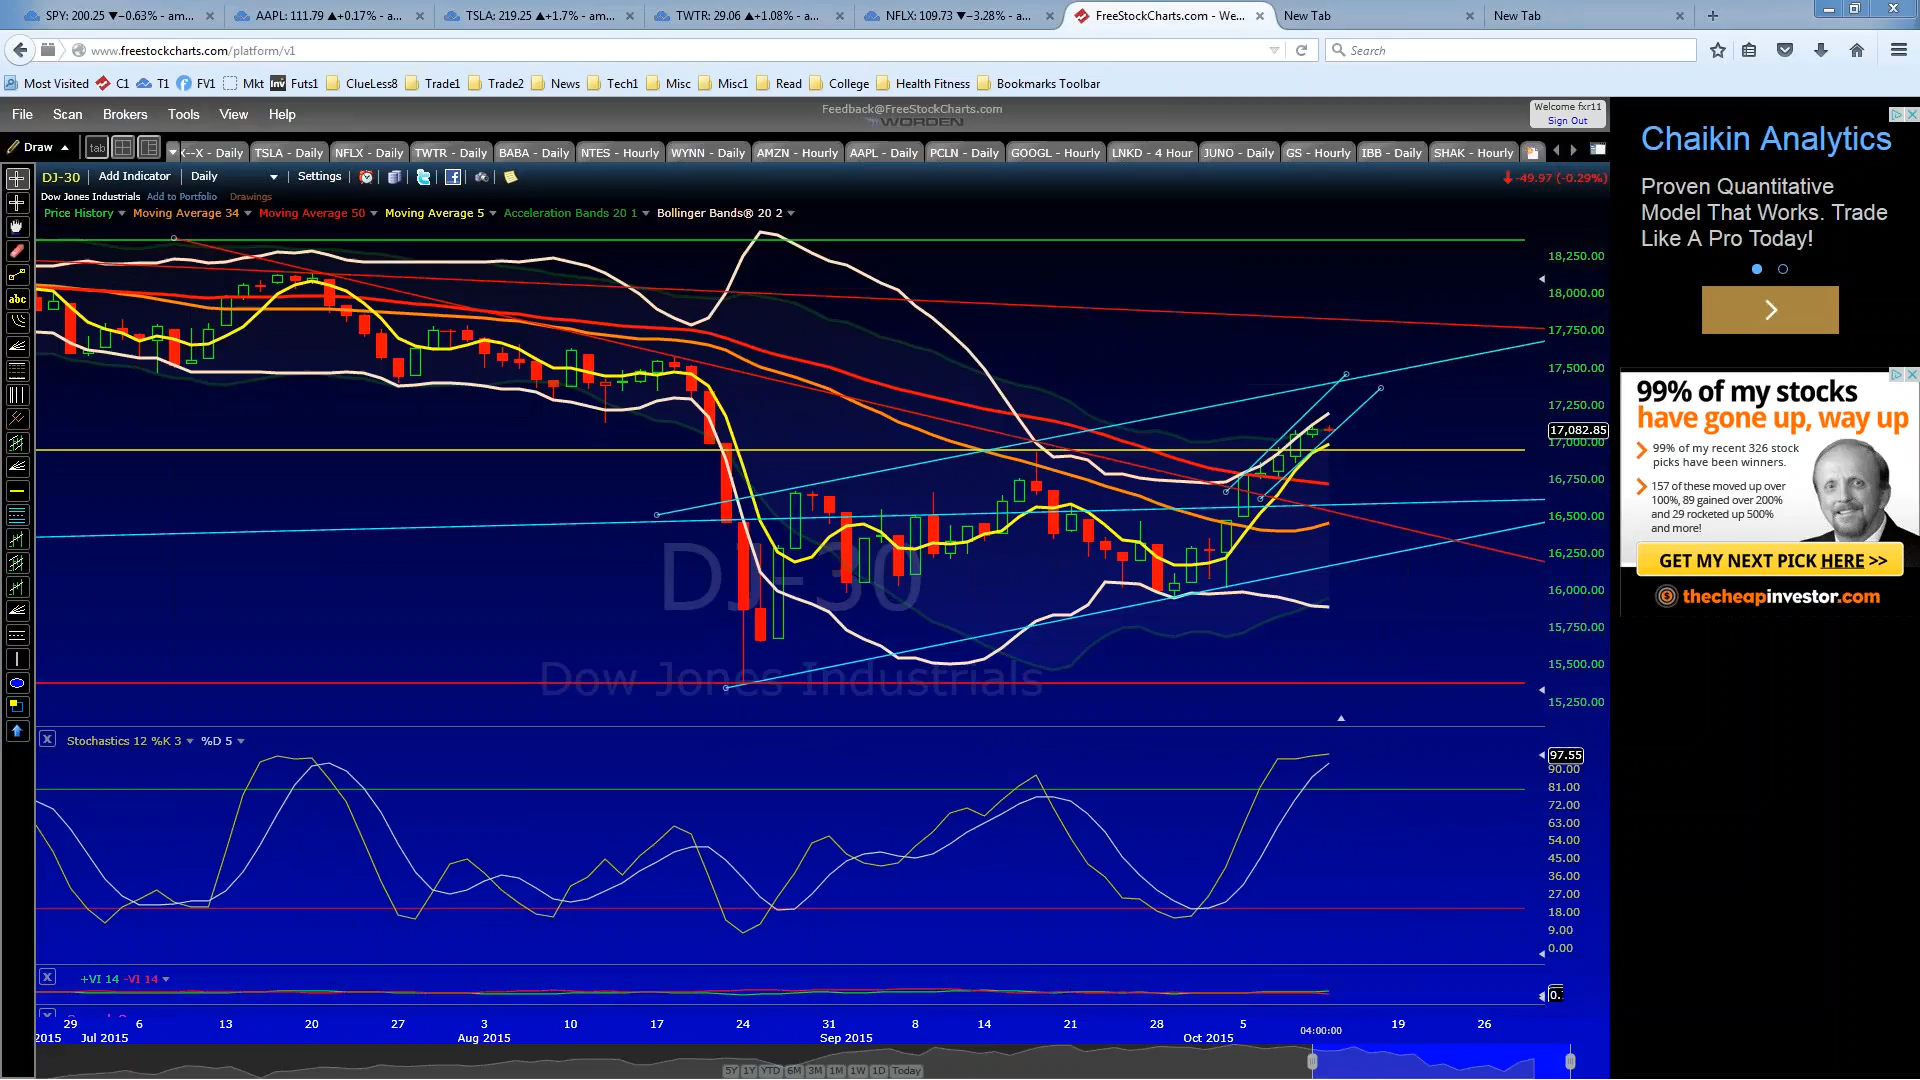 SPY: 200.25 ▼−0.63% - am...
AAPL: 111.79 ▲+0.17% - a...
TSLA: 219.25 ▲+1.7% - am...
TWTR: 29.06 ▲+1.08% - a...
NFLX: 109.73 ▼−3.28% - a...
FreeStockCharts.com - We...
New Tab
New Tab
www.freestockcharts.com/platform/v1
Search
Most Visited C1 T1 FV1 Mkt Futs1 ClueLess8 Trade1 Trade2 News Tech1 Misc Misc1 Read College Health Fitness Bookmarks Toolbar
File Scan Brokers Tools View Help
Feedback@FreeStockCharts.com
WORDEN
Welcome fxr11
Sign Out
Draw tab
X--X - Daily TSLA - Daily NFLX - Daily TWTR - Daily BABA - Daily NTES - Hourly WYNN - Daily AMZN - Hourly AAPL - Daily PCLN - Daily GOOGL - Hourly LNKD - 4 Hour JUNO - Daily GS - Hourly IBB - Daily SHAK - Hourly
DJ-30 Add Indicator Daily Settings
-49.97 (-0.29%)
Dow Jones Industrials Add to Portfolio Drawings
Price History Moving Average 34 Moving Average 50 Moving Average 5 Acceleration Bands 20 1 Bollinger Bands® 20 2
abc
18,250.00
18,000.00
17,750.00
17,500.00
17,250.00
17,082.85
17,000.00
16,750.00
16,500.00
16,250.00
16,000.00
15,750.00
15,500.00
15,250.00
DJ-30
Dow Jones Industrials
Stochastics 12 %K 3 %D 5
97.55
90.00
81.00
72.00
63.00
54.00
45.00
36.00
27.00
18.00
9.00
0.00
+VI 14 -VI 14
29 6 13 20 27 3 10 17 24 31 8 14 21 28 5 04:00:00 19 26
2015 Jul 2015 Aug 2015 Sep 2015 Oct 2015
5Y 1Y YTD 6M 3M 1M 1W 1D Today
Chaikin Analytics
Proven Quantitative
Model That Works. Trade
Like A Pro Today!
99% of my stocks
have gone up, way up
99% of my recent 326 stock
picks have been winners.
157 of these moved up over
100%, 89 gained over 200%
and 29 rocketed up 500%
and more!
GET MY NEXT PICK HERE >>
thecheapinvestor.com